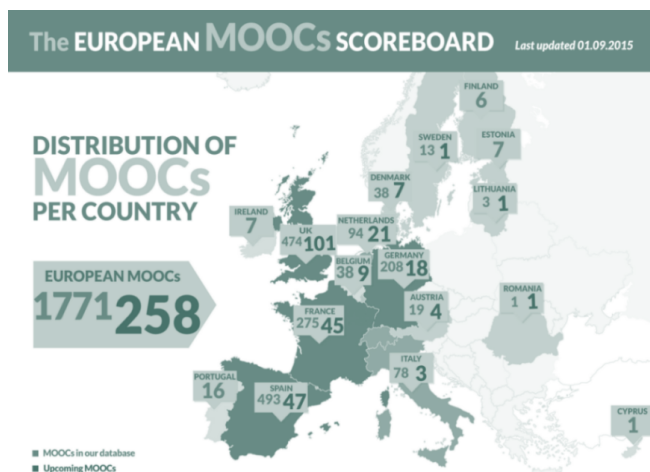 The EUROPEAN MOOCs SCOREBOARD
Last updated 01.09.2015
DISTRIBUTION OF
MOOCs
PER COUNTRY
EUROPEAN MOOCs
1771 258
FINLAND
6
SWEDEN
13 1
ESTONIA
7
DENMARK
38 7
LITHUANIA
3 1
IRELAND
7
UK
474 101
NETHERLANDS
94 21
BELGIUM
38 9
GERMANY
208 18
AUSTRIA
19 4
ROMANIA
1 1
FRANCE
275 45
ITALY
78 3
PORTUGAL
16
SPAIN
493 47
CYPRUS
1
MOOCs in our database
Upcoming MOOCs